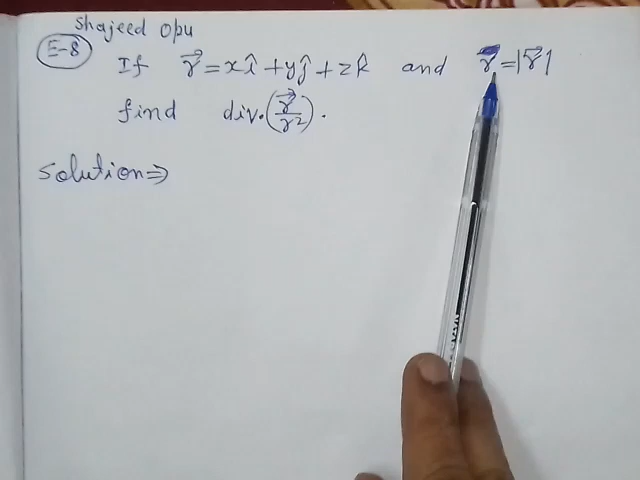 Shajeed Opu
E-8
If r⃗ = xî + yĵ + zk̂ and r = |r⃗|
find div.(r⃗/r²).
Solution⇒